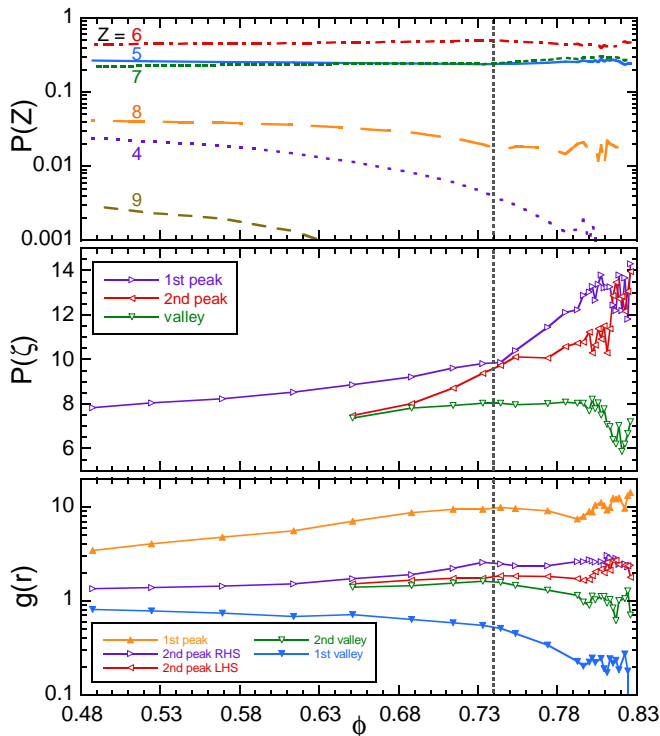 Z = 6
5
7
8
4
9
1
0.1
0.01
0.001
P(Z)
14
12
10
8
6
P(ζ)
1st peak
2nd peak
valley
10
1
0.1
g(r)
1st peak 2nd valley
2nd peak RHS 1st valley
2nd peak LHS
0.48 0.53 0.58 0.63 0.68 0.73 0.78 0.83
ϕ